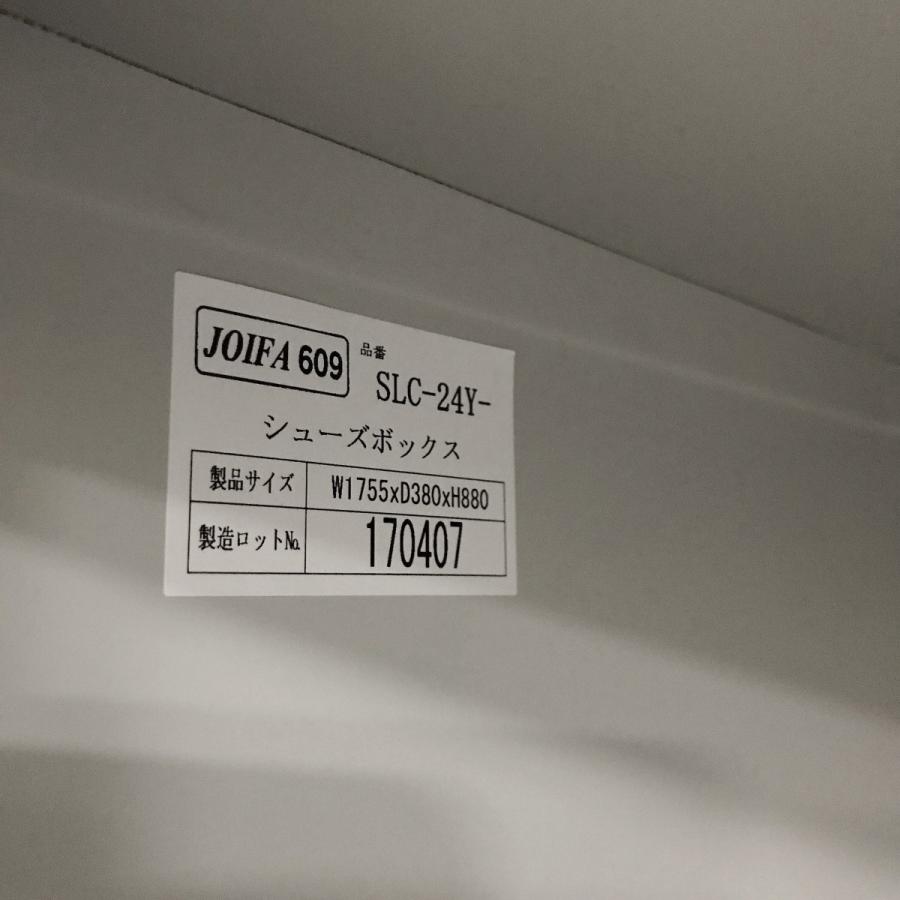 JOIFA 609
品番
SLC-24Y-
シューズボックス
製品サイズ W1755xD380xH880
製造ロット№ 170407